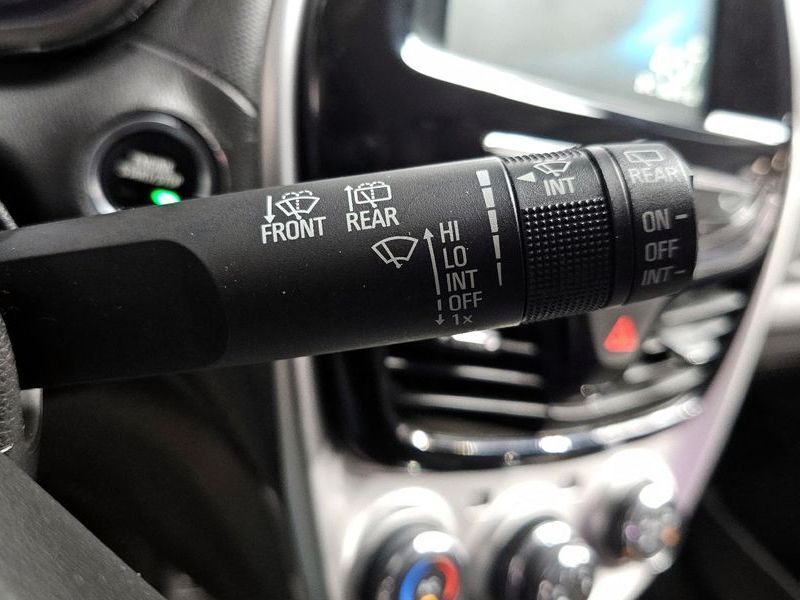 FRONT
REAR
HI
LO
INT
OFF
1x
INT
REAR
ON
OFF
INT